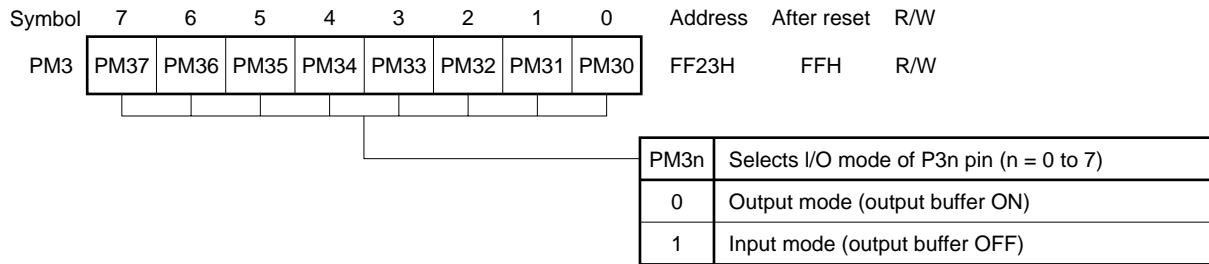 Symbol 7 6 5 4 3 2 1 0 Address After reset R/W
PM3 PM37 PM36 PM35 PM34 PM33 PM32 PM31 PM30 FF23H FFH R/W
PM3n Selects I/O mode of P3n pin (n = 0 to 7)
0 Output mode (output buffer ON)
1 Input mode (output buffer OFF)